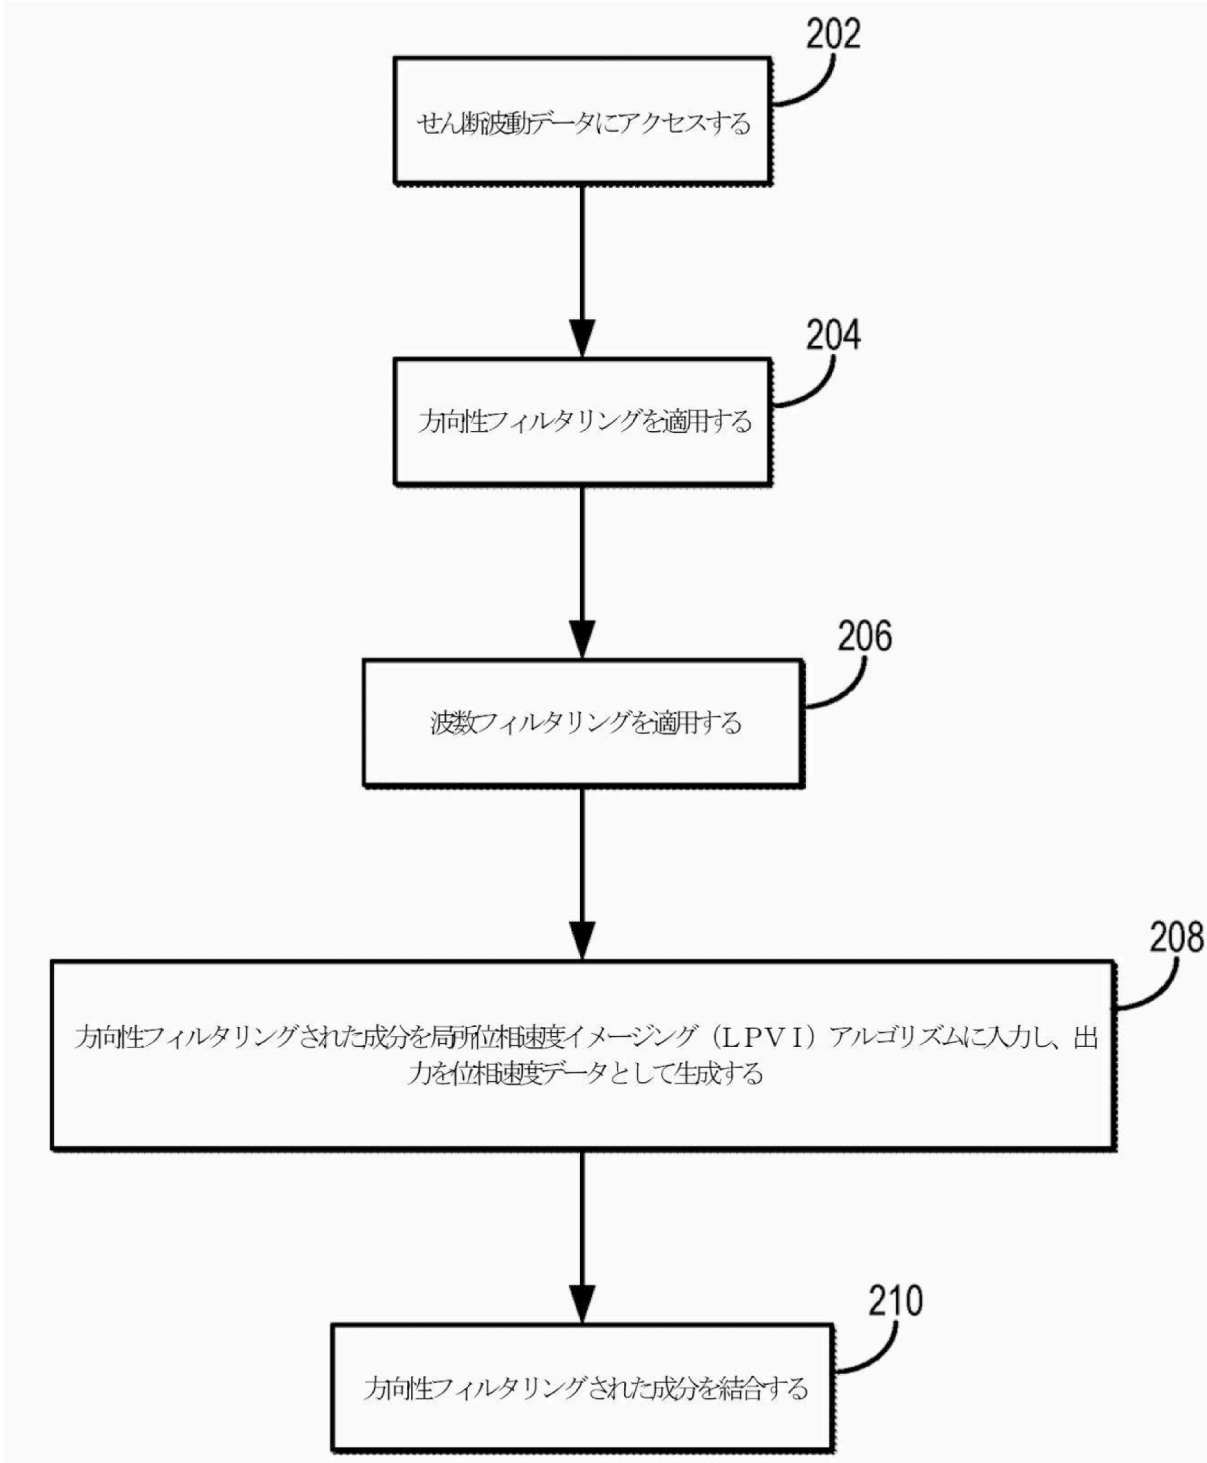 202
せん断波動データにアクセスする
204
方向性フィルタリングを適用する
206
波数フィルタリングを適用する
208
方向性フィルタリングされた成分を局所位相速度イメージング（ＬＰＶＩ）アルゴリズムに入力し、出
力を位相速度データとして生成する
210
方向性フィルタリングされた成分を結合する